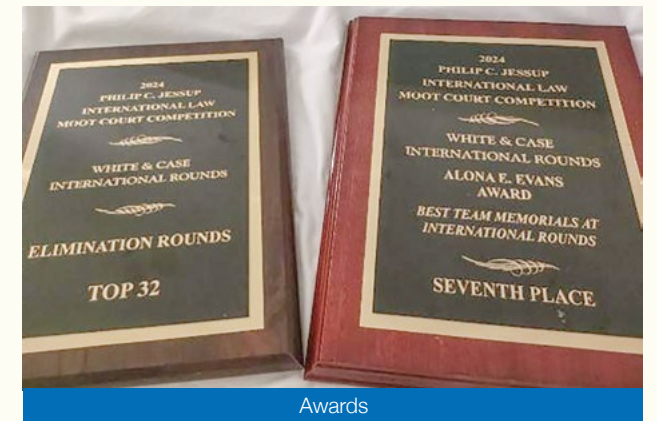 2024
PHILIP C. JESSUP
INTERNATIONAL LAW
MOOT COURT COMPETITION
WHITE & CASE
INTERNATIONAL ROUNDS
ELIMINATION ROUNDS
TOP 32
2024
PHILIP C. JESSUP
INTERNATIONAL LAW
MOOT COURT COMPETITION
WHITE & CASE
INTERNATIONAL ROUNDS
ALONA E. EVANS
AWARD
BEST TEAM MEMORIALS AT
INTERNATIONAL ROUNDS
SEVENTH PLACE
Awards